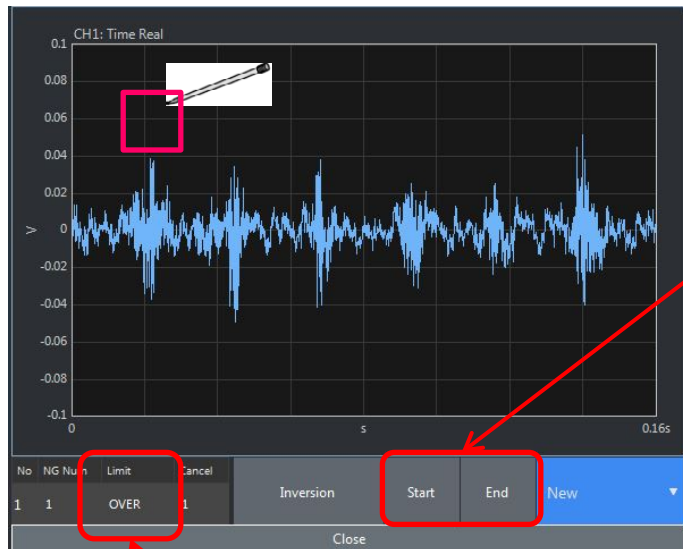 CH1: Time Real
0.1
0.08
0.06
0.04
0.02
0
-0.02
-0.04
-0.06
-0.08
-0.1
V
0 s 0.16s
No NG Num Limit Cancel
1 1 OVER 1
Inversion Start End New
Close